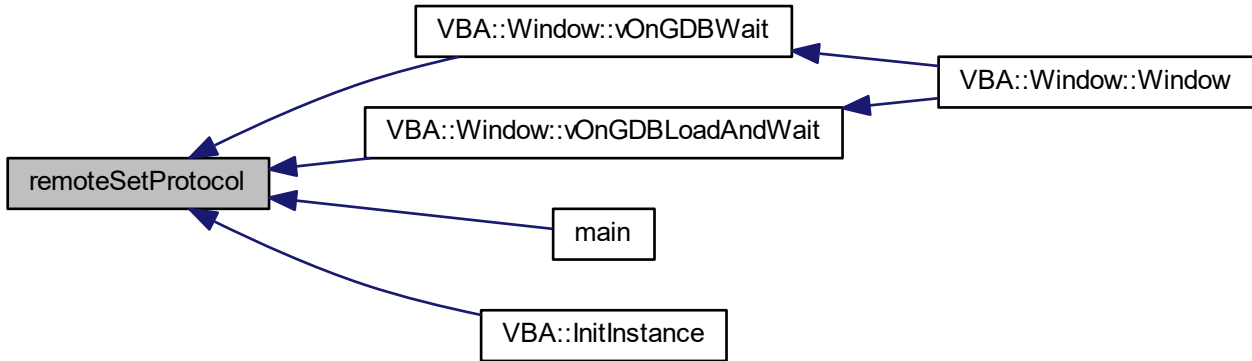 VBA::Window::vOnGDBWait
VBA::Window::Window
VBA::Window::vOnGDBLoadAndWait
remoteSetProtocol
main
VBA::InitInstance